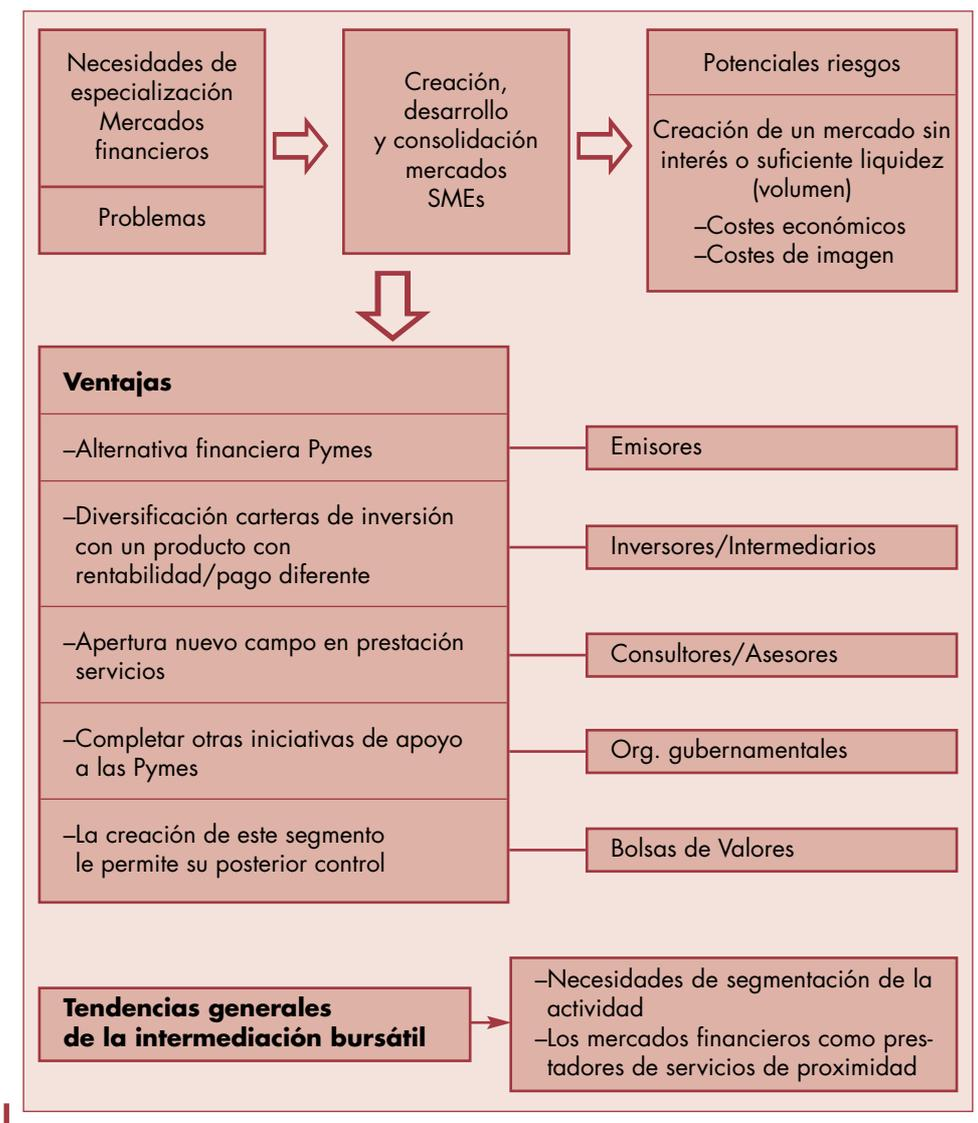 Necesidades de
especialización
Mercados
financieros
Problemas
Creación,
desarrollo
y consolidación
mercados
SMEs
Potenciales riesgos
Creación de un mercado sin
interés o suficiente liquidez
(volumen)
–Costes económicos
–Costes de imagen
Ventajas
–Alternativa financiera Pymes
Emisores
–Diversificación carteras de inversión
con un producto con
rentabilidad/pago diferente
Inversores/Intermediarios
–Apertura nuevo campo en prestación
servicios
Consultores/Asesores
–Completar otras iniciativas de apoyo
a las Pymes
Org. gubernamentales
–La creación de este segmento
le permite su posterior control
Bolsas de Valores
Tendencias generales
de la intermediación bursátil
–Necesidades de segmentación de la
actividad
–Los mercados financieros como pres-
tadores de servicios de proximidad